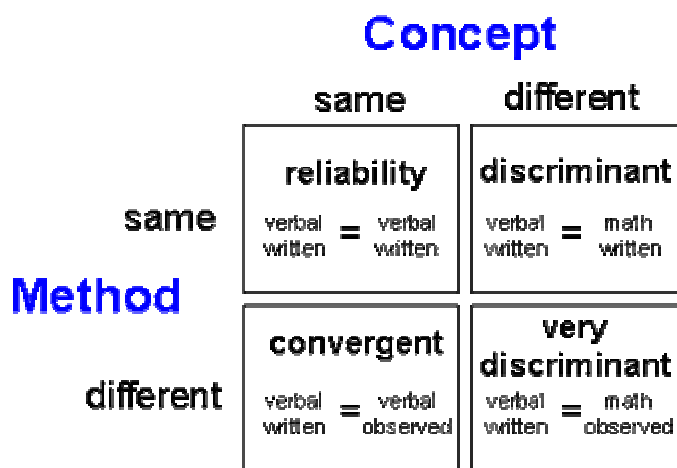 Concept
same different
reliability discriminant
same
verbal = verbal verbal = math
written written written written
Method
convergent very
discriminant
different
verbal = verbal verbal = math
written observed written observed